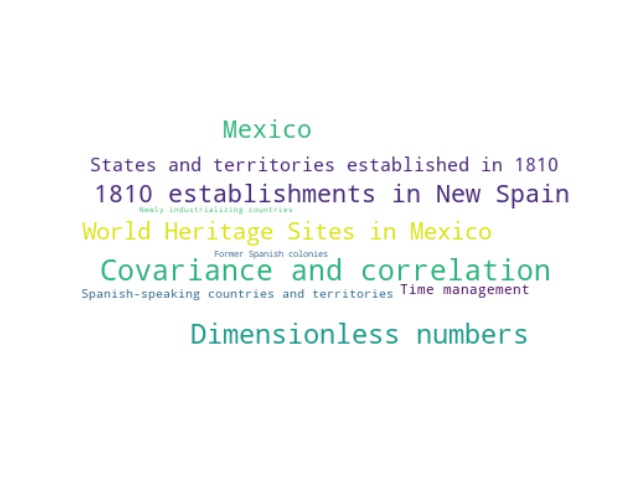 Mexico
States and territories established in 1810
1810 establishments in New Spain
Newly industrializing countries
World Heritage Sites in Mexico
Former Spanish colonies
Covariance and correlation
Spanish-speaking countries and territories
Time management
Dimensionless numbers